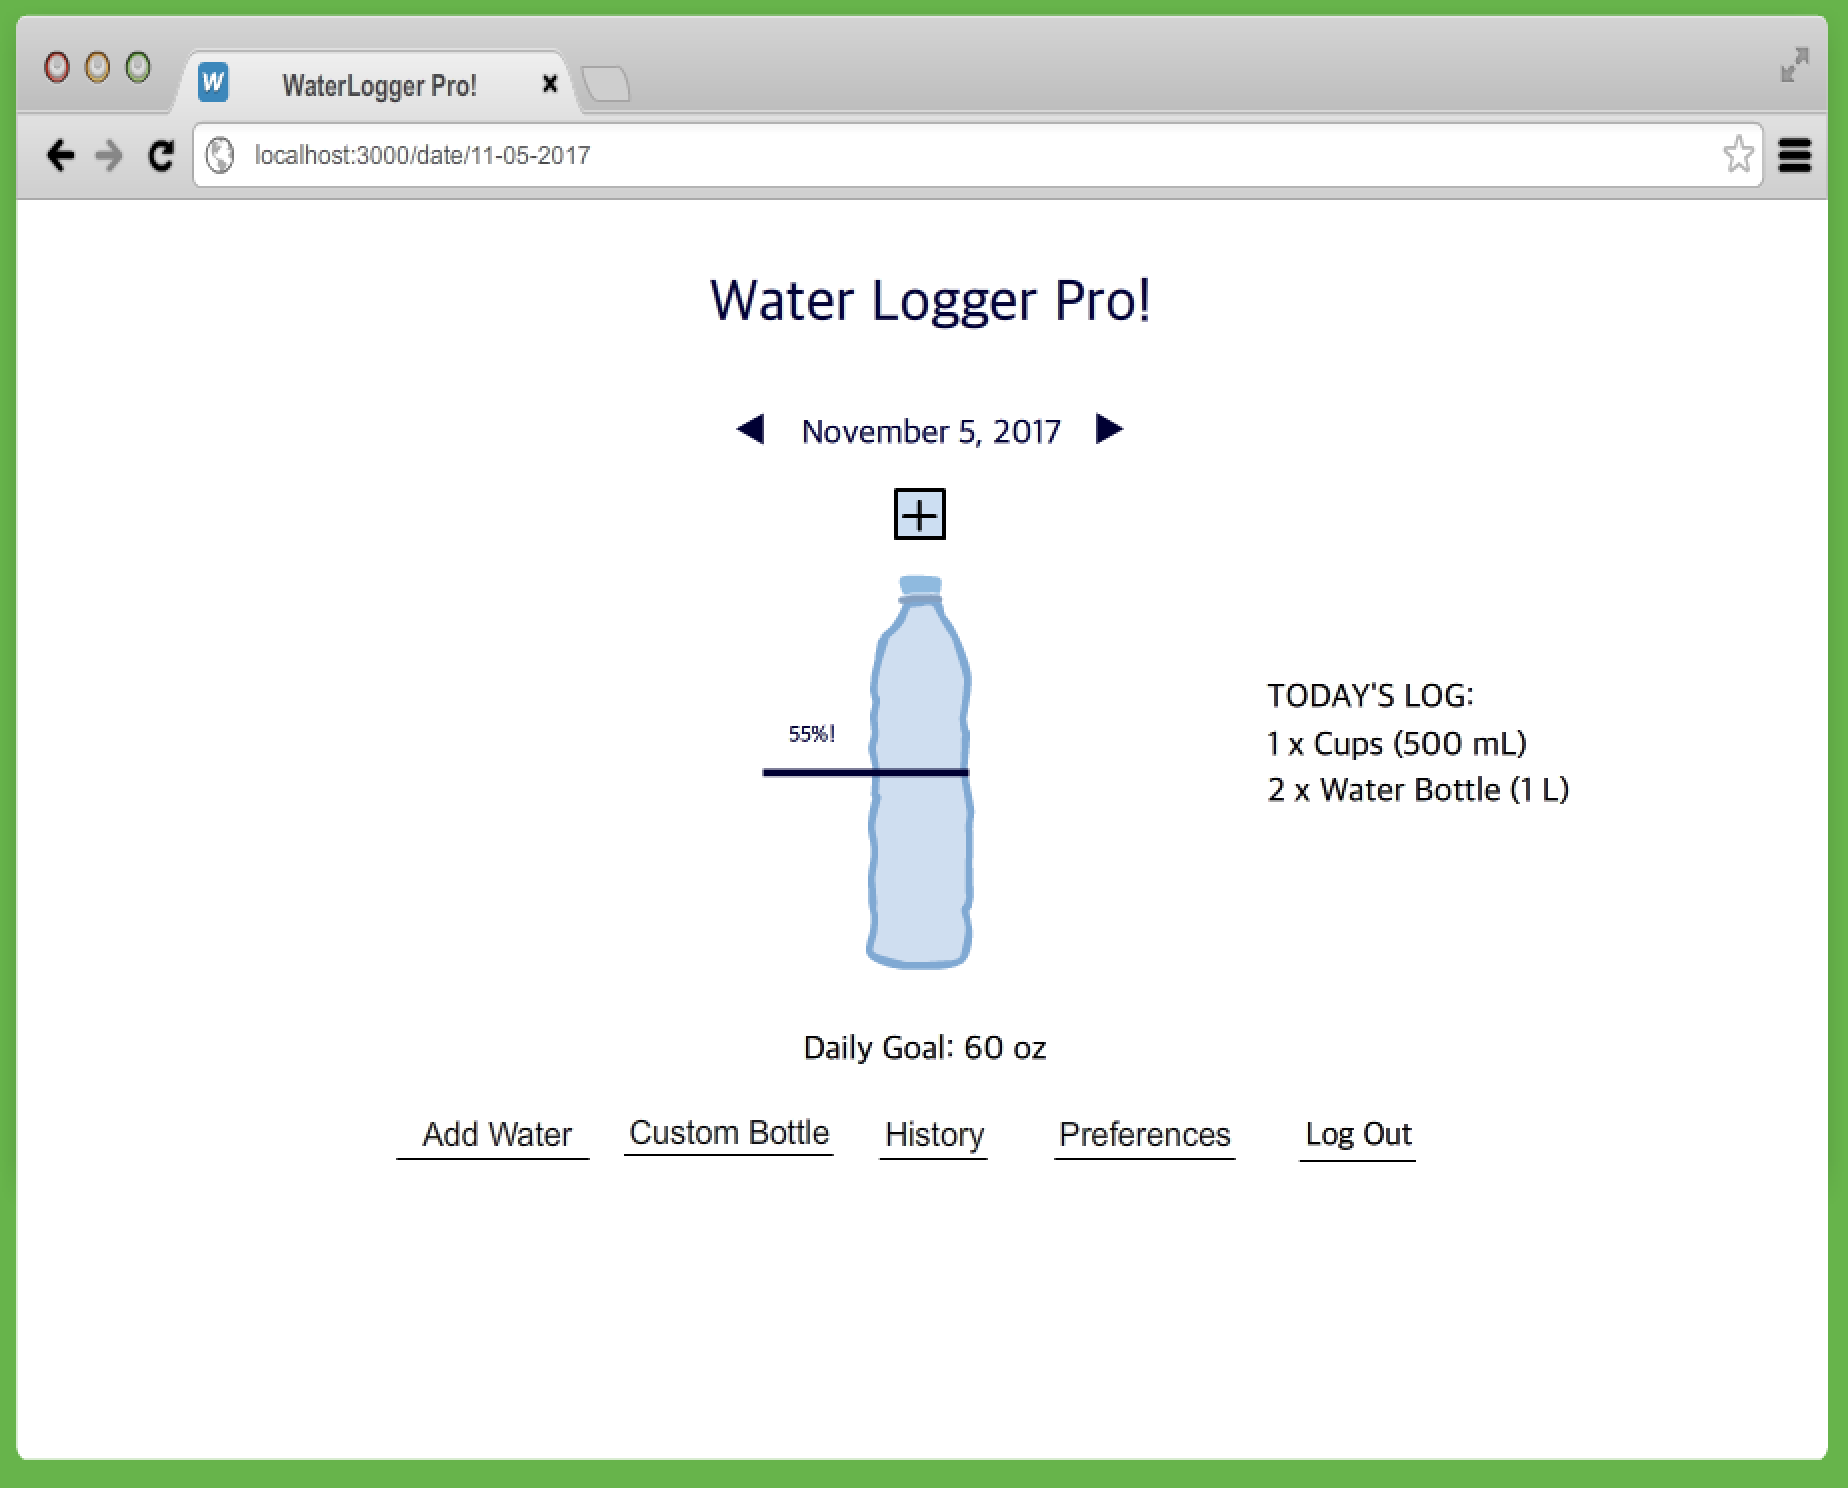 W WaterLogger Pro! x
localhost:3000/date/11-05-2017
Water Logger Pro!
November 5, 2017
+
55%!
TODAY'S LOG:
1 x Cups (500 mL)
2 x Water Bottle (1 L)
Daily Goal: 60 oz
Add Water Custom Bottle History Preferences Log Out